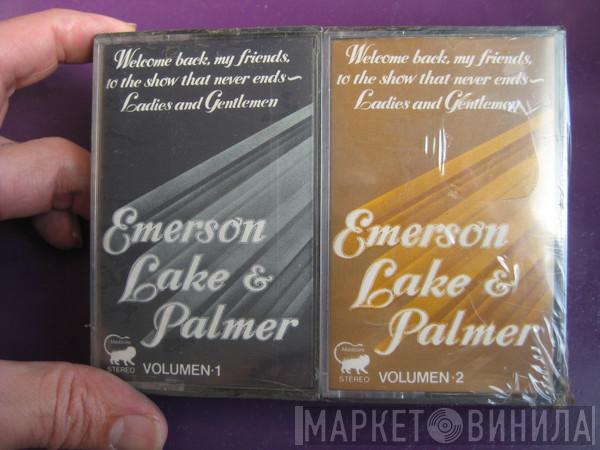 Welcome back, my friends,
to the show that never ends~
Ladies and Gentlemen
Emerson
Lake &
Palmer
Manticore
STEREO
VOLUMEN·1
Welcome back, my friends,
to the show that never ends~
Ladies and Gentlemen
Emerson
Lake &
Palmer
Manticore
STEREO
VOLUMEN·2
МАРКЕТ ВИНИЛА